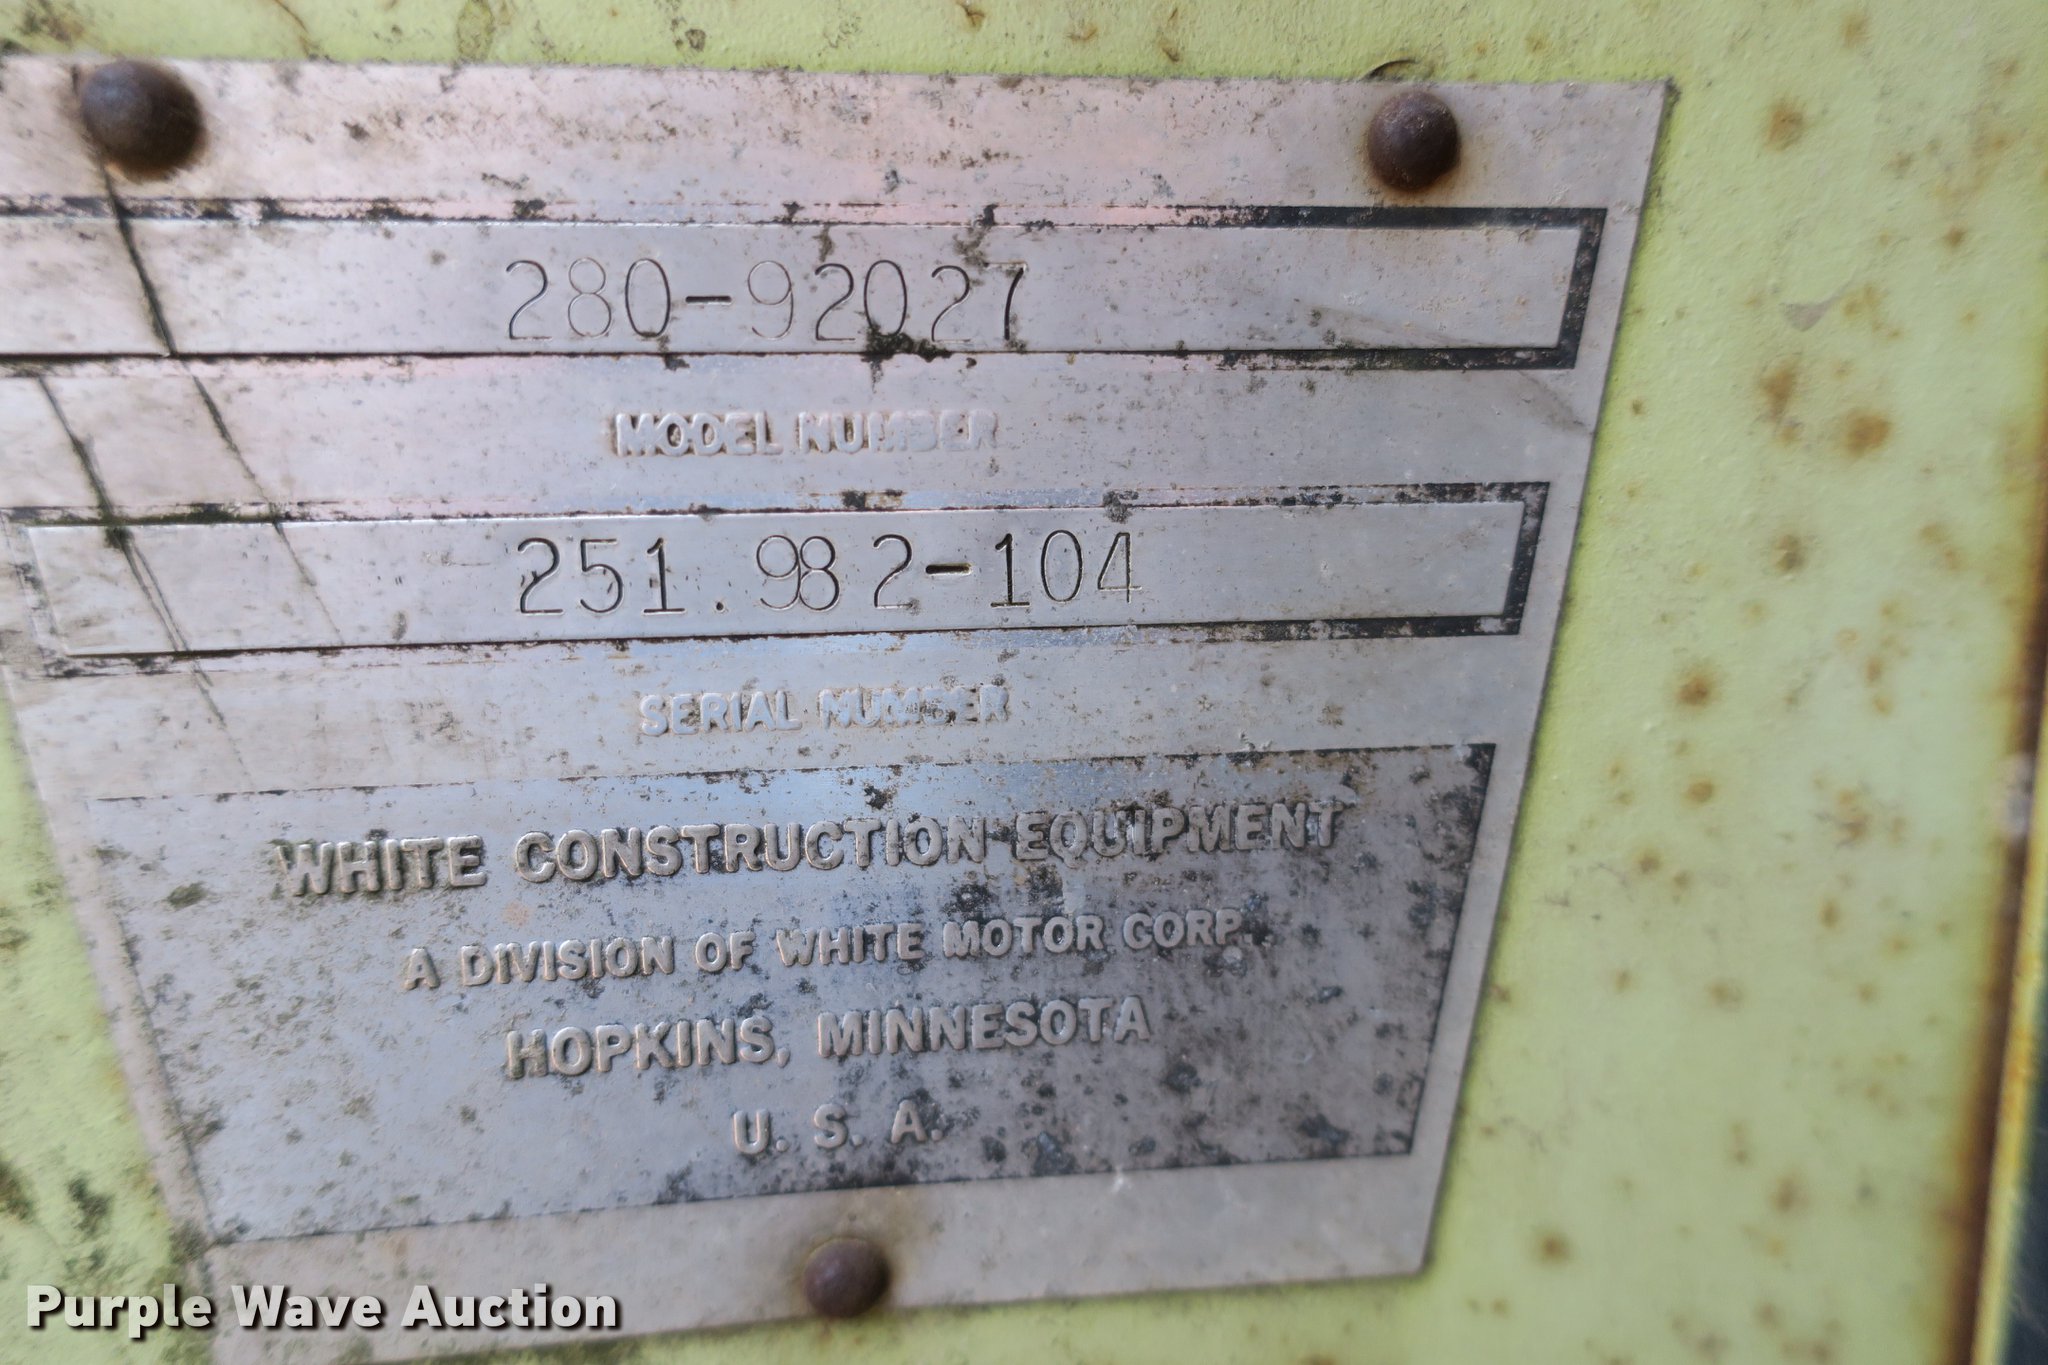 280-92027
MODEL NUMBER
251.982-104
SERIAL NUMBER
WHITE CONSTRUCTION EQUIPMENT
A DIVISION OF WHITE MOTOR CORP.
HOPKINS, MINNESOTA
U. S. A.
Purple Wave Auction